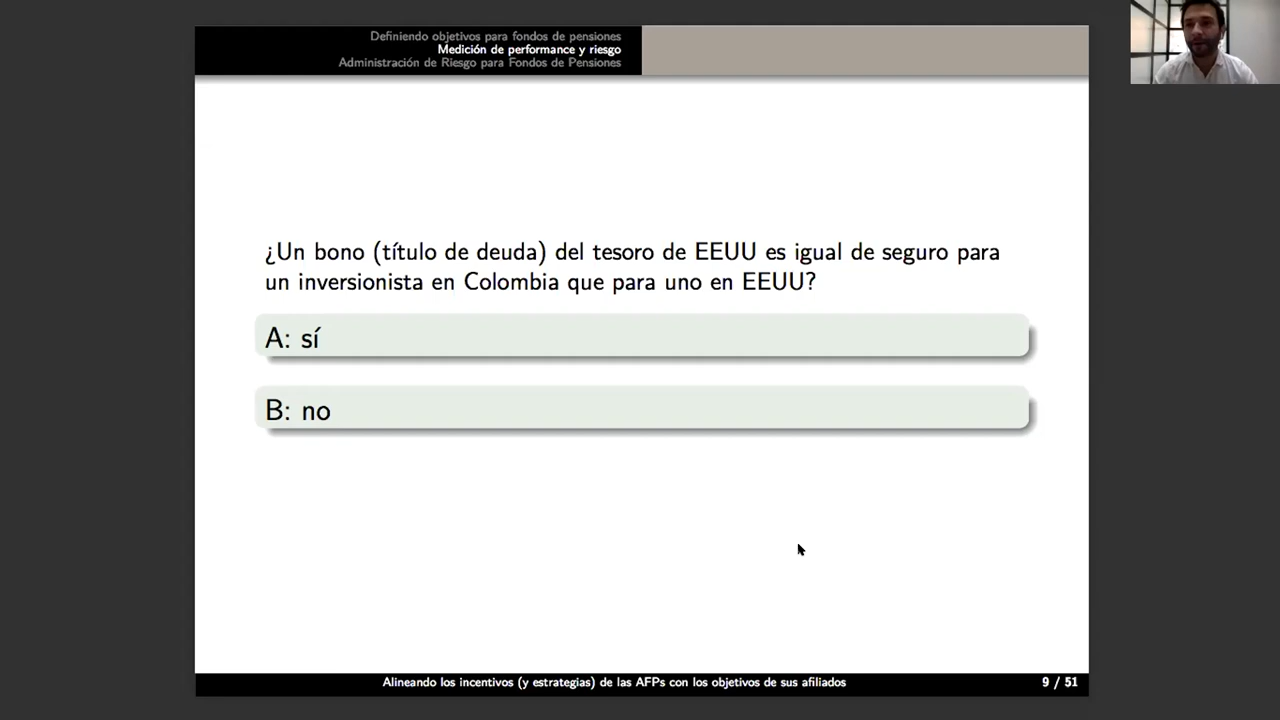 Definiendo objetivos para fondos de pensiones
Medición de performance y riesgo
Administración de Riesgo para Fondos de Pensiones
¿Un bono (título de deuda) del tesoro de EEUU es igual de seguro para
un inversionista en Colombia que para uno en EEUU?
A: sí
B: no
Alineando los incentivos (y estrategias) de las AFPs con los objetivos de sus afiliados
9 / 51